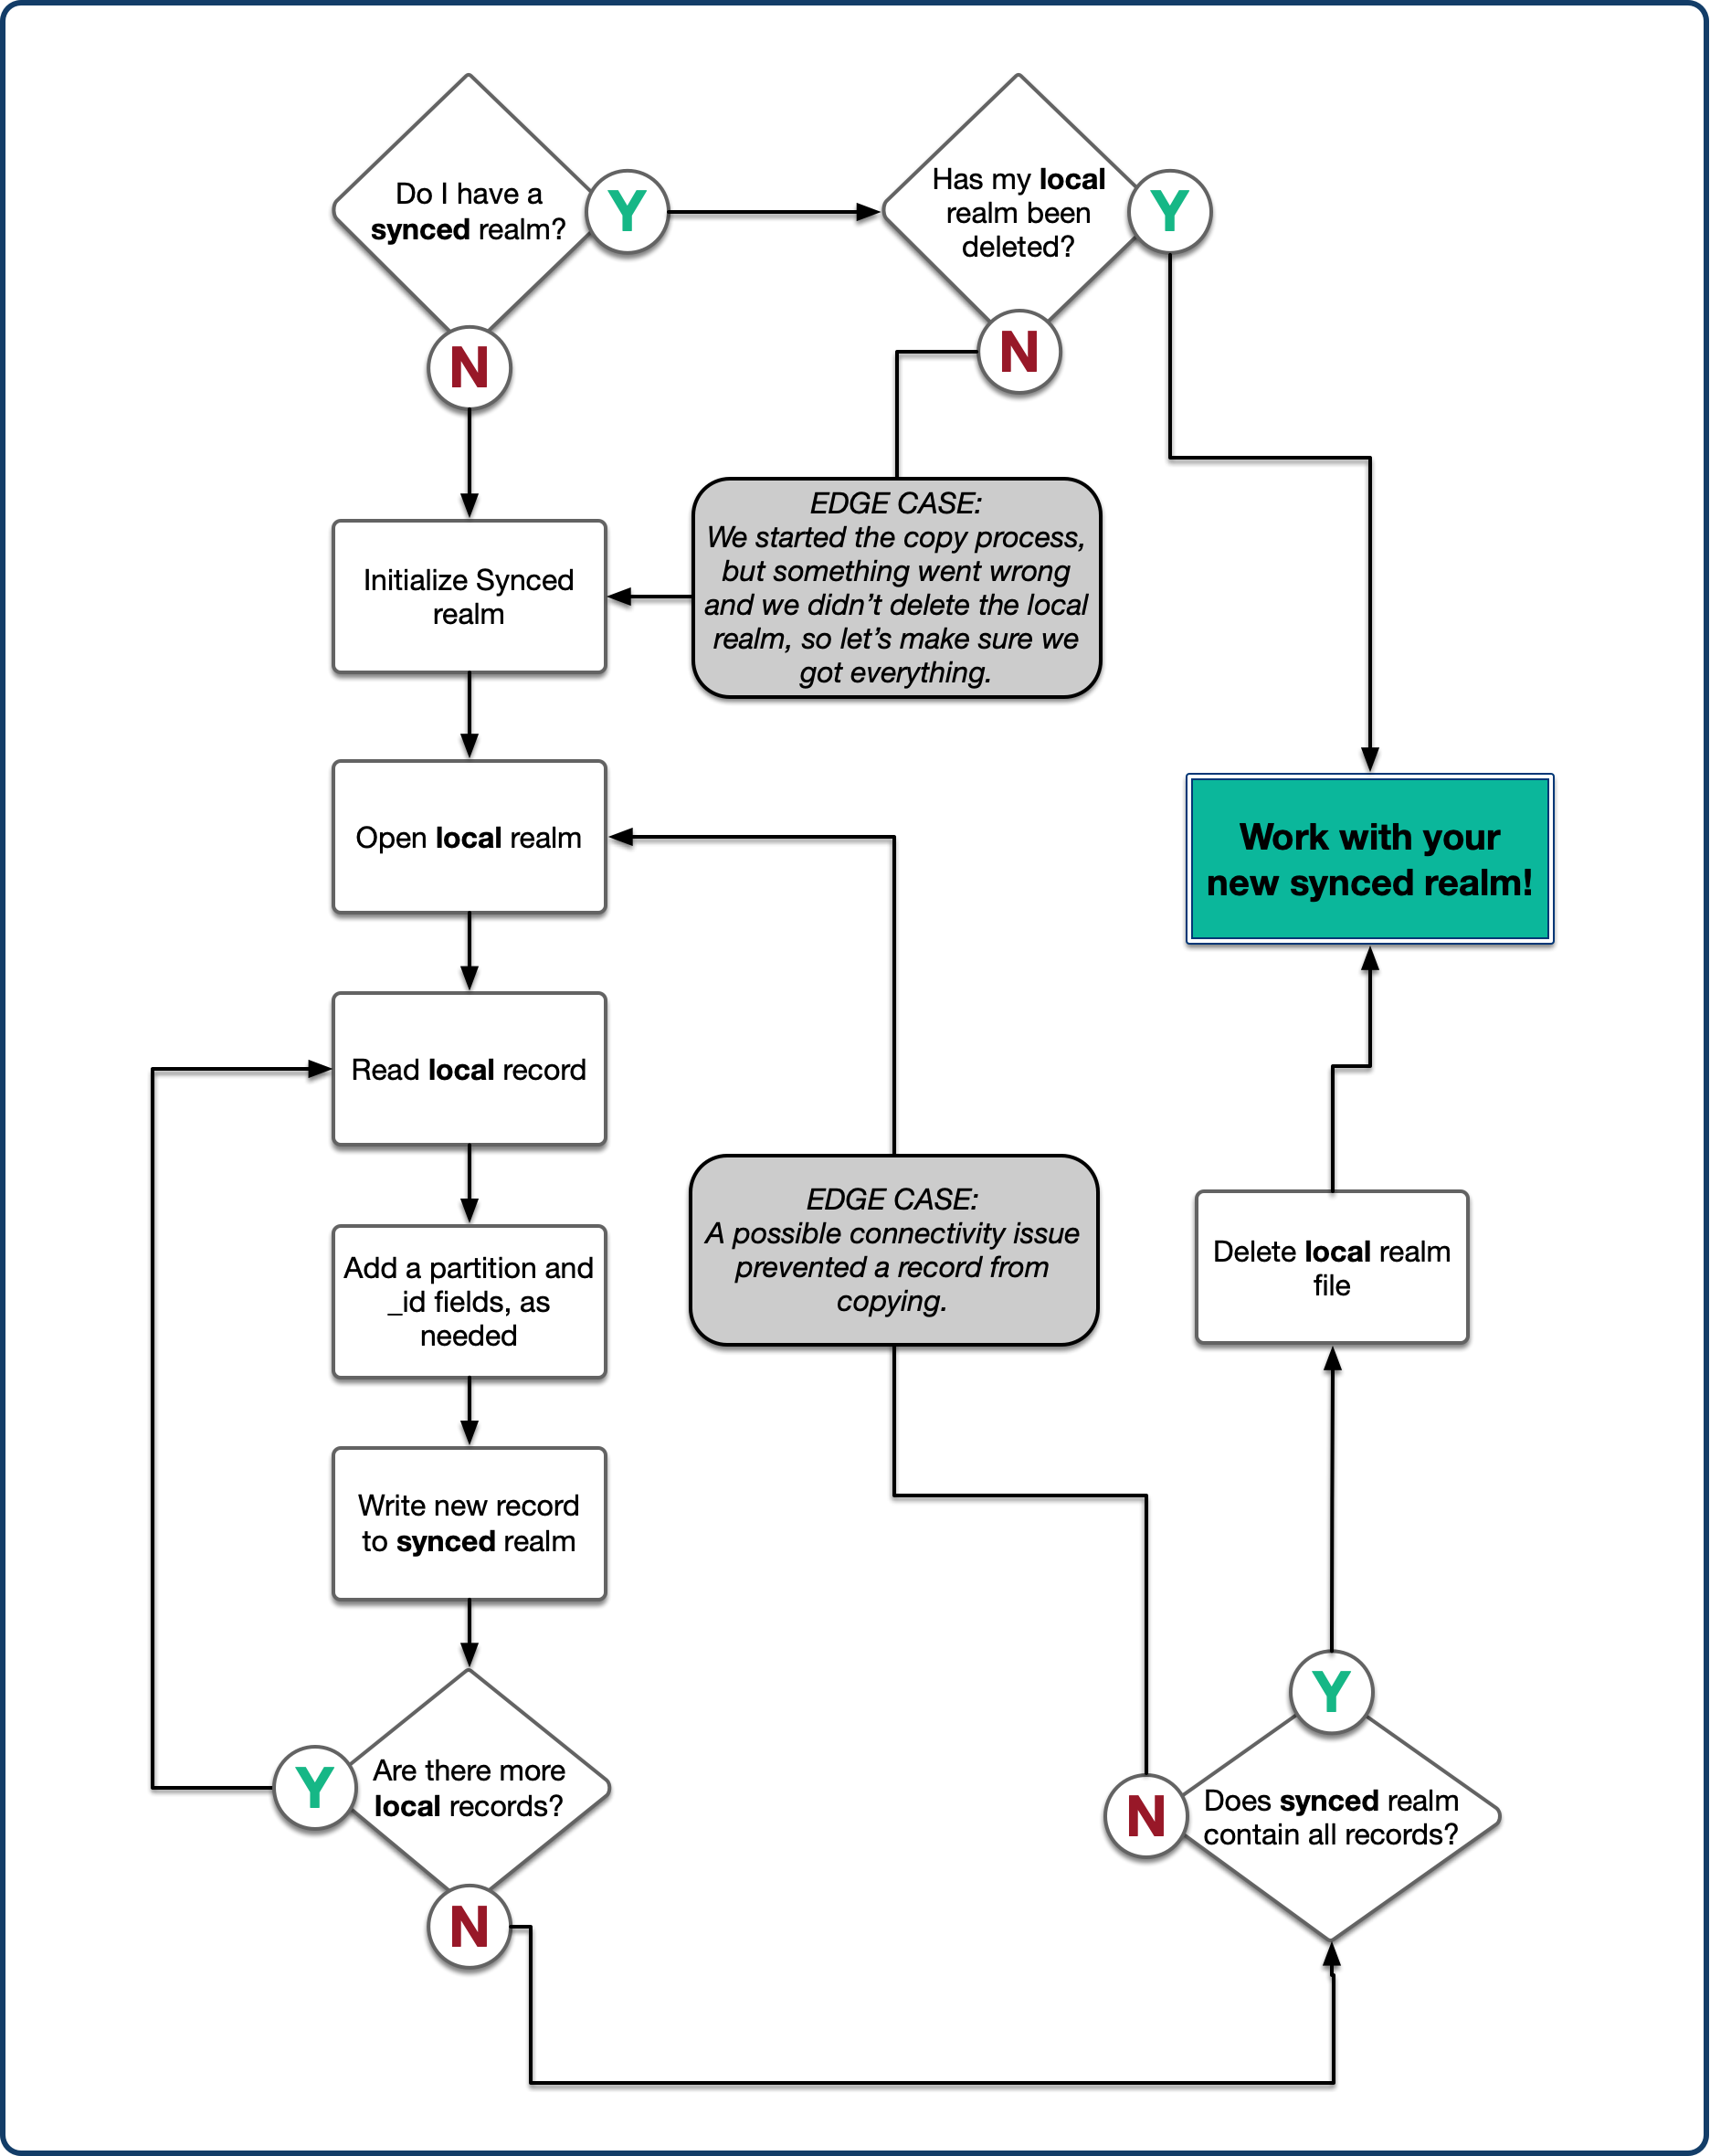 Do I have a
synced realm?
Y
N
Has my local
realm been
deleted?
Y
N
EDGE CASE:
We started the copy process,
but something went wrong
and we didn’t delete the local
realm, so let’s make sure we
got everything.
Initialize Synced
realm
Open local realm
Work with your
new synced realm!
Read local record
EDGE CASE:
A possible connectivity issue
prevented a record from
copying.
Delete local realm
file
Add a partition and
_id fields, as
needed
Write new record
to synced realm
Are there more
local records?
Y
N
Y
Does synced realm
contain all records?
N